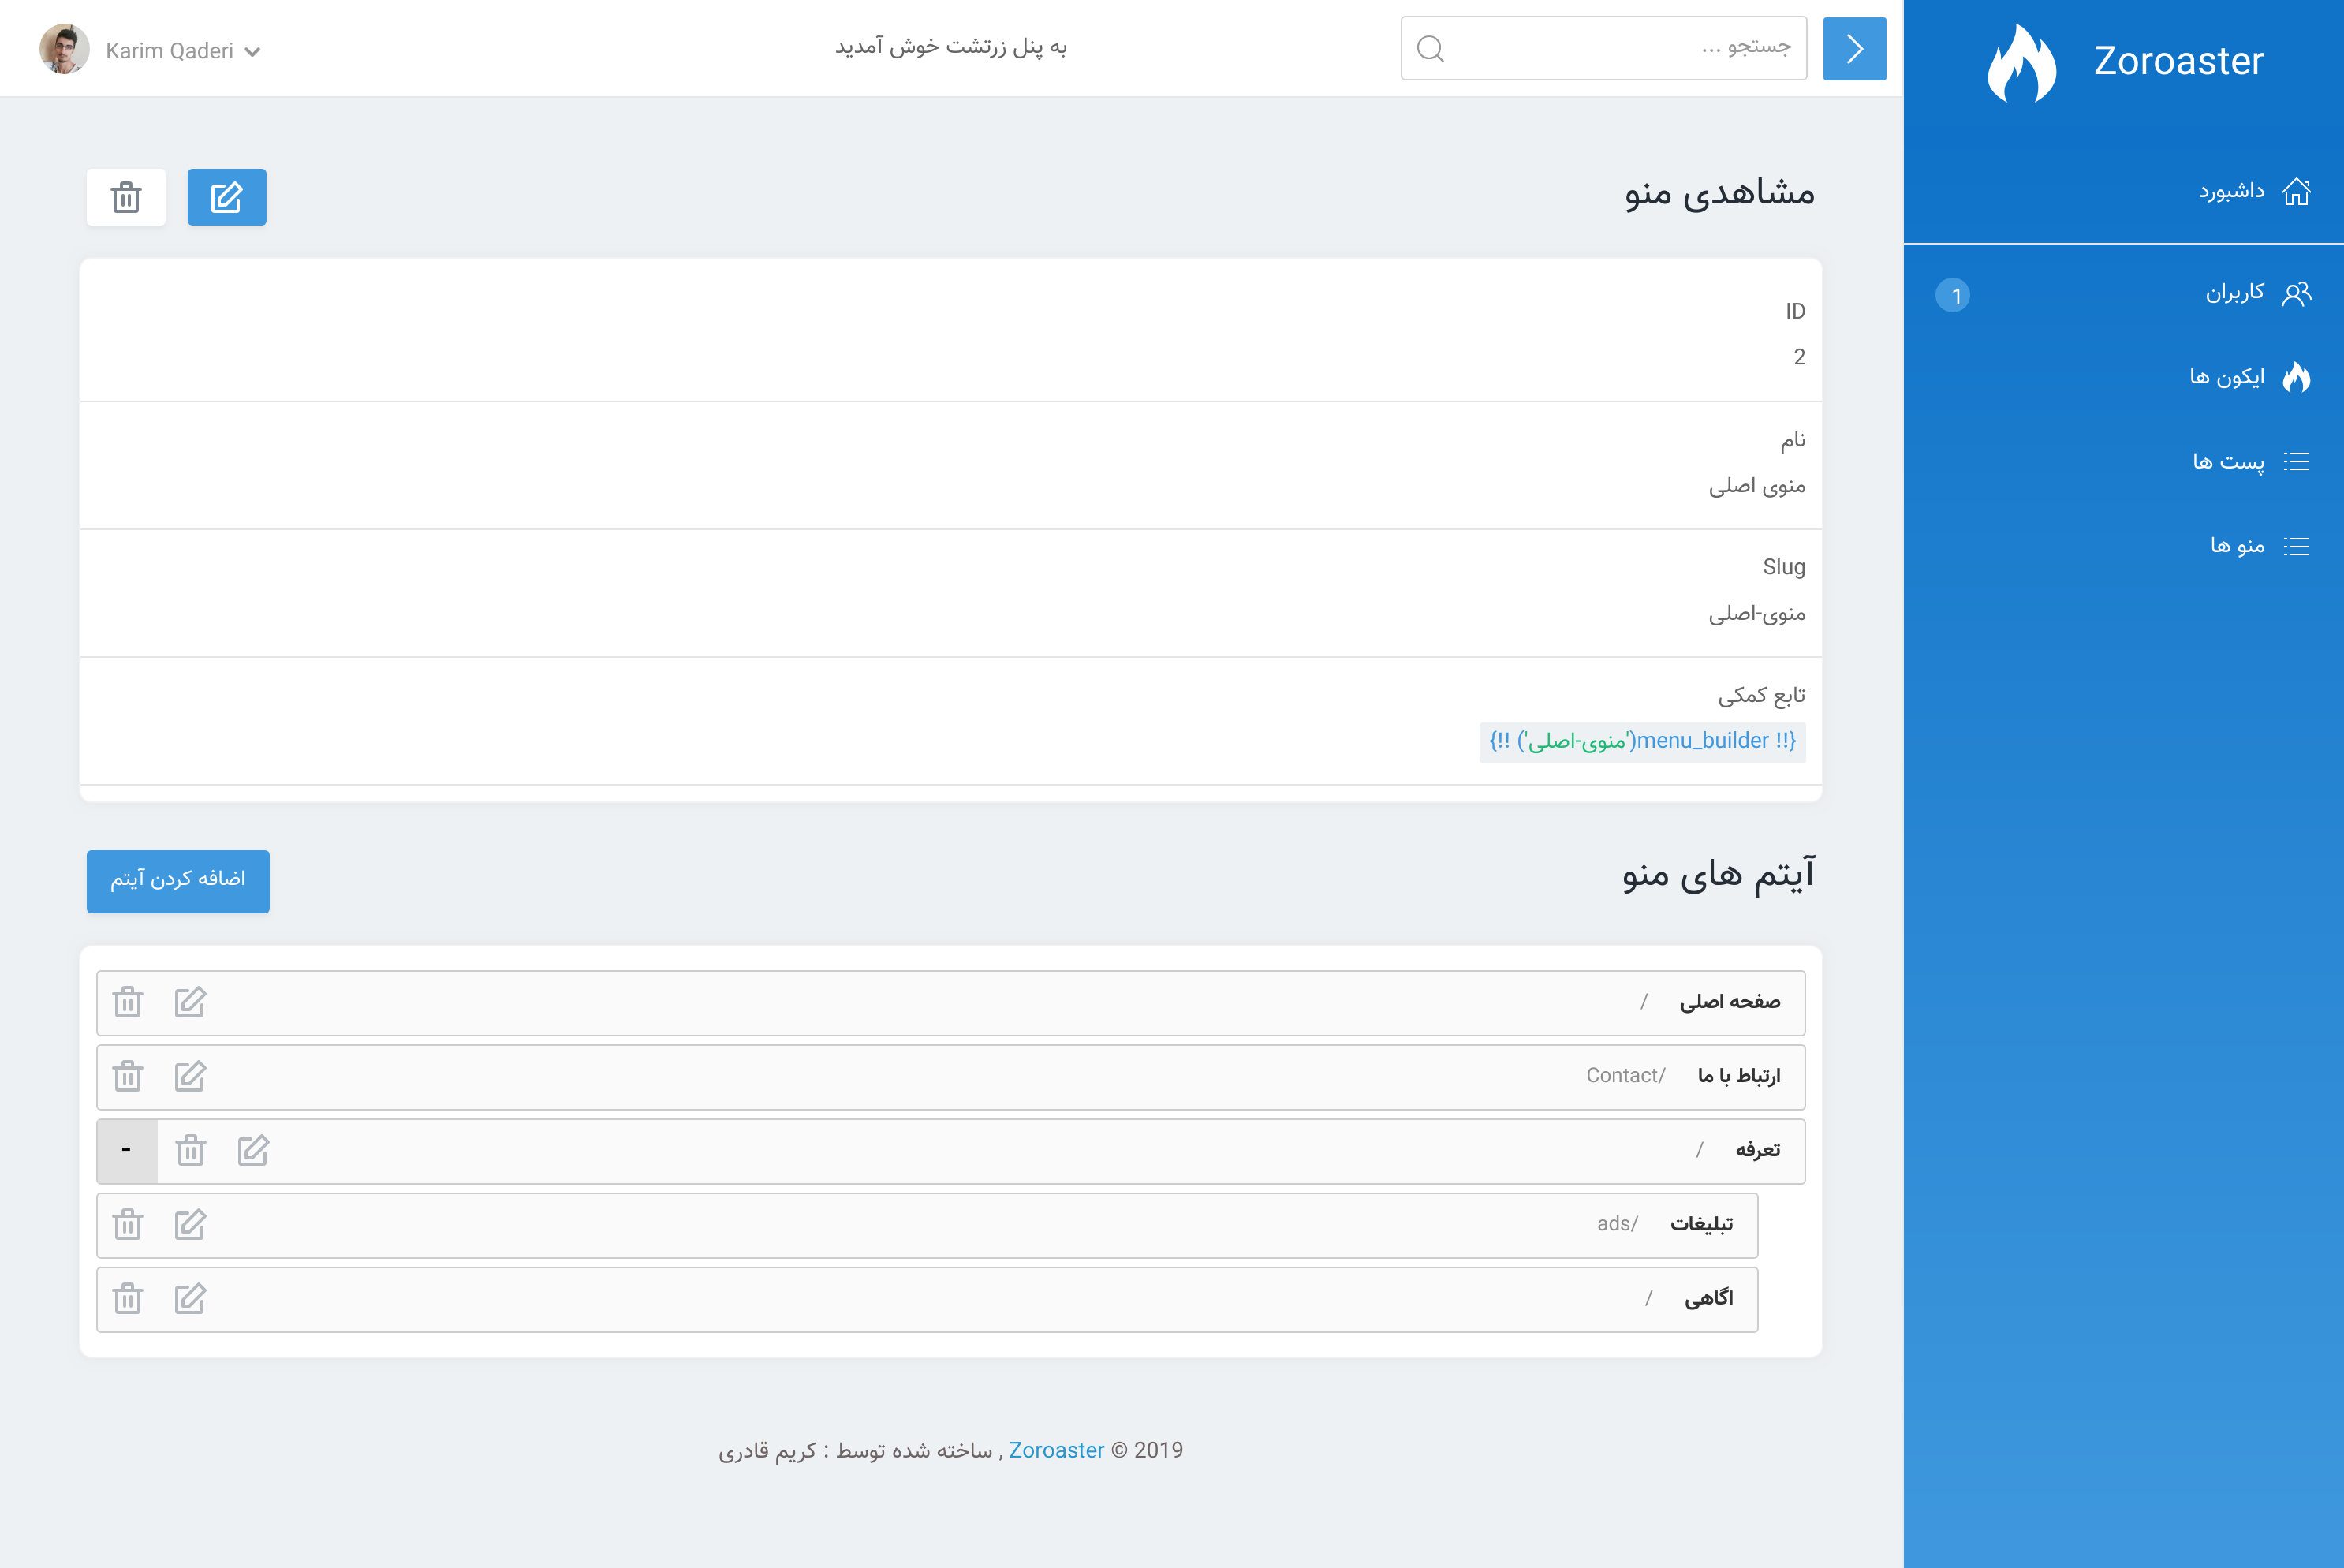 Zoroaster
داشبورد
کاربران
1
ایکون ها
پست ها
منو ها
جستجو ...
به پنل زرتشت خوش آمدید
Karim Qaderi
مشاهدی منو
ID
2
نام
منوی اصلی
Slug
منوی-اصلی
تابع کمکی
{!! menu_builder('منوی-اصلی') !!}
آیتم های منو
اضافه کردن آیتم
صفحه اصلی /
ارتباط با ما /Contact
تعرفه / -
تبلیغات /ads
اگاهی /
2019 © Zoroaster , ساخته شده توسط : کریم قادری